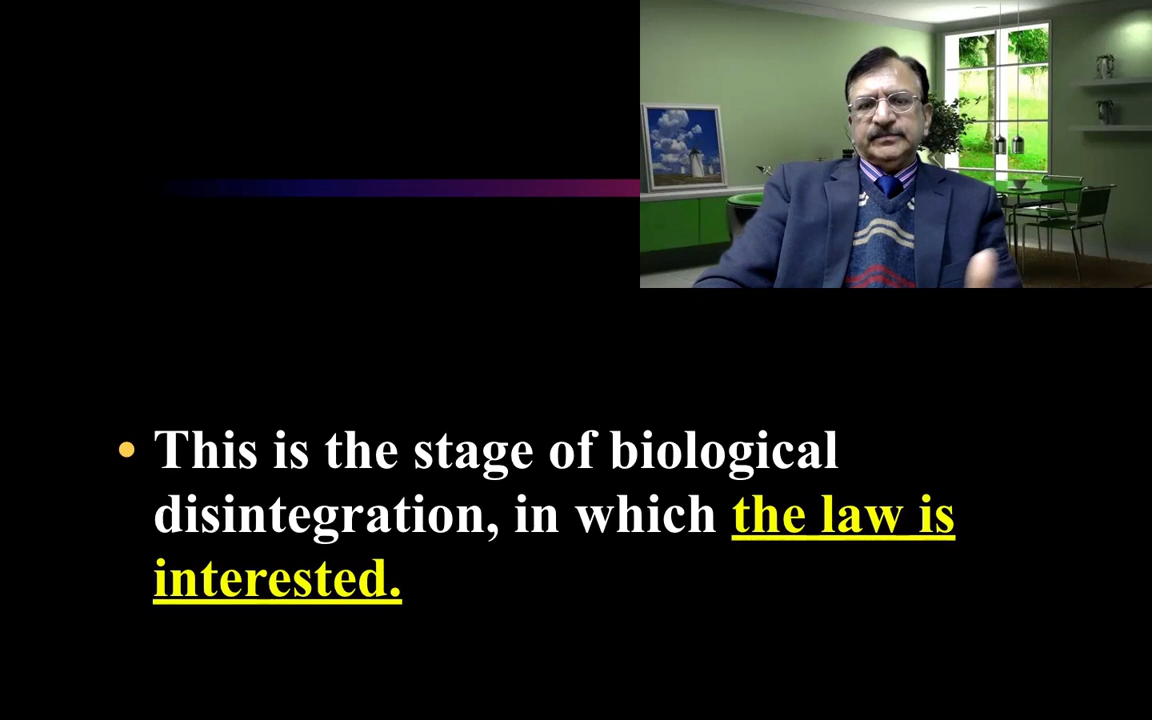 • This is the stage of biological
disintegration, in which the law is
interested.